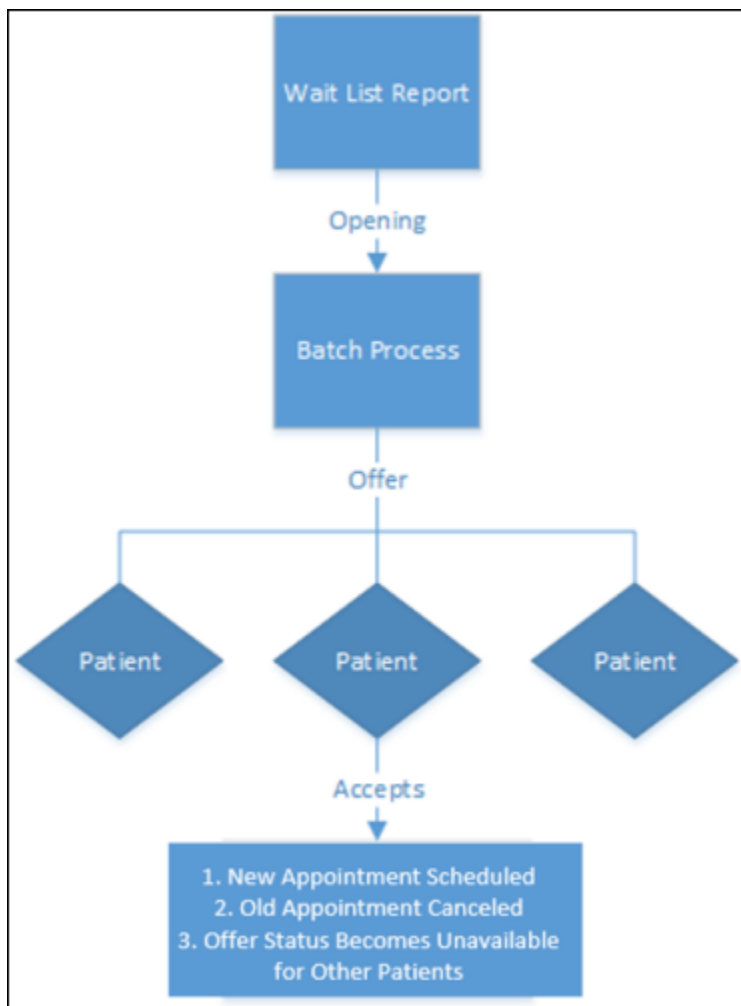 Wait List Report
Opening
Batch Process
Offer
Patient
Patient
Patient
Accepts
1. New Appointment Scheduled
2. Old Appointment Canceled
3. Offer Status Becomes Unavailable
for Other Patients